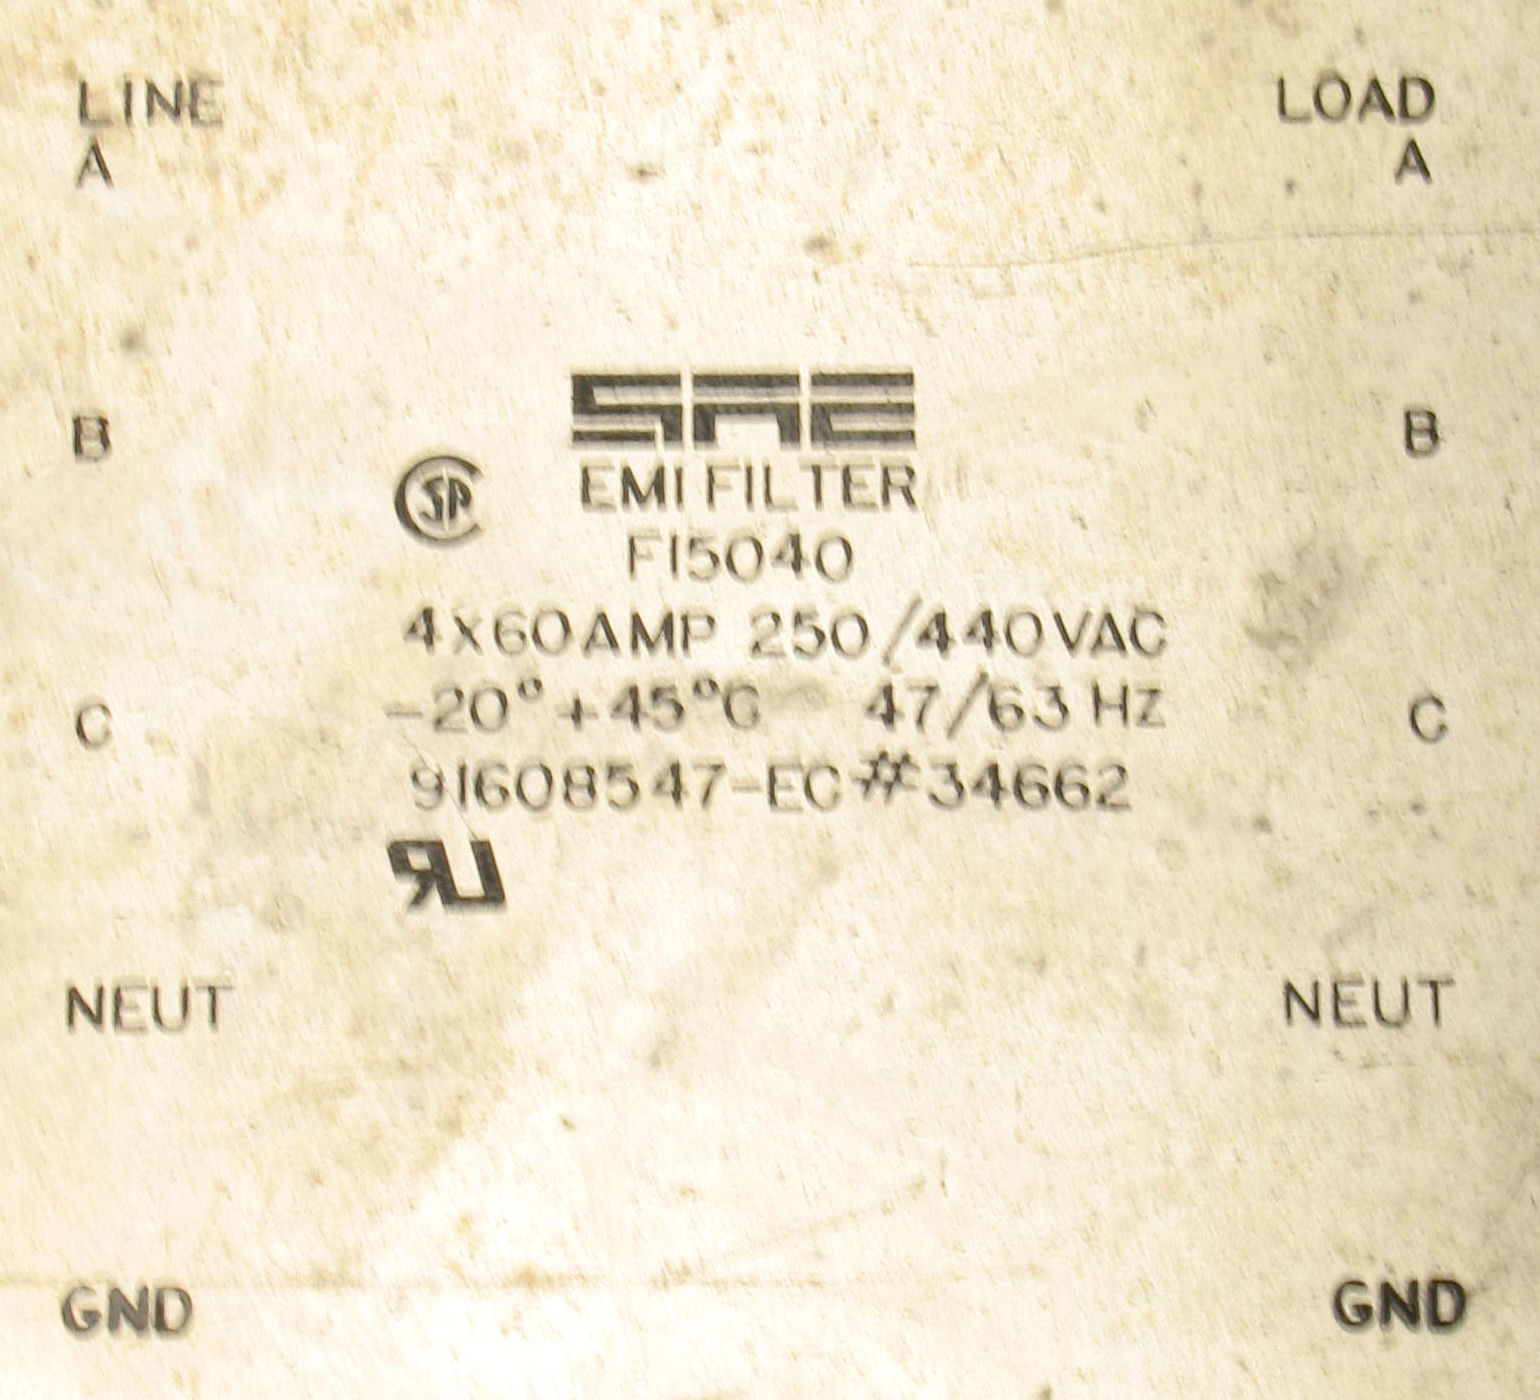 LINE LOAD
A A
B B
SAE
EMI FILTER
F15040
4X60AMP 250/440VAC
-20°+45°C 47/63 Hz
C C
91608547-EC#34662
NEUT NEUT
GND GND